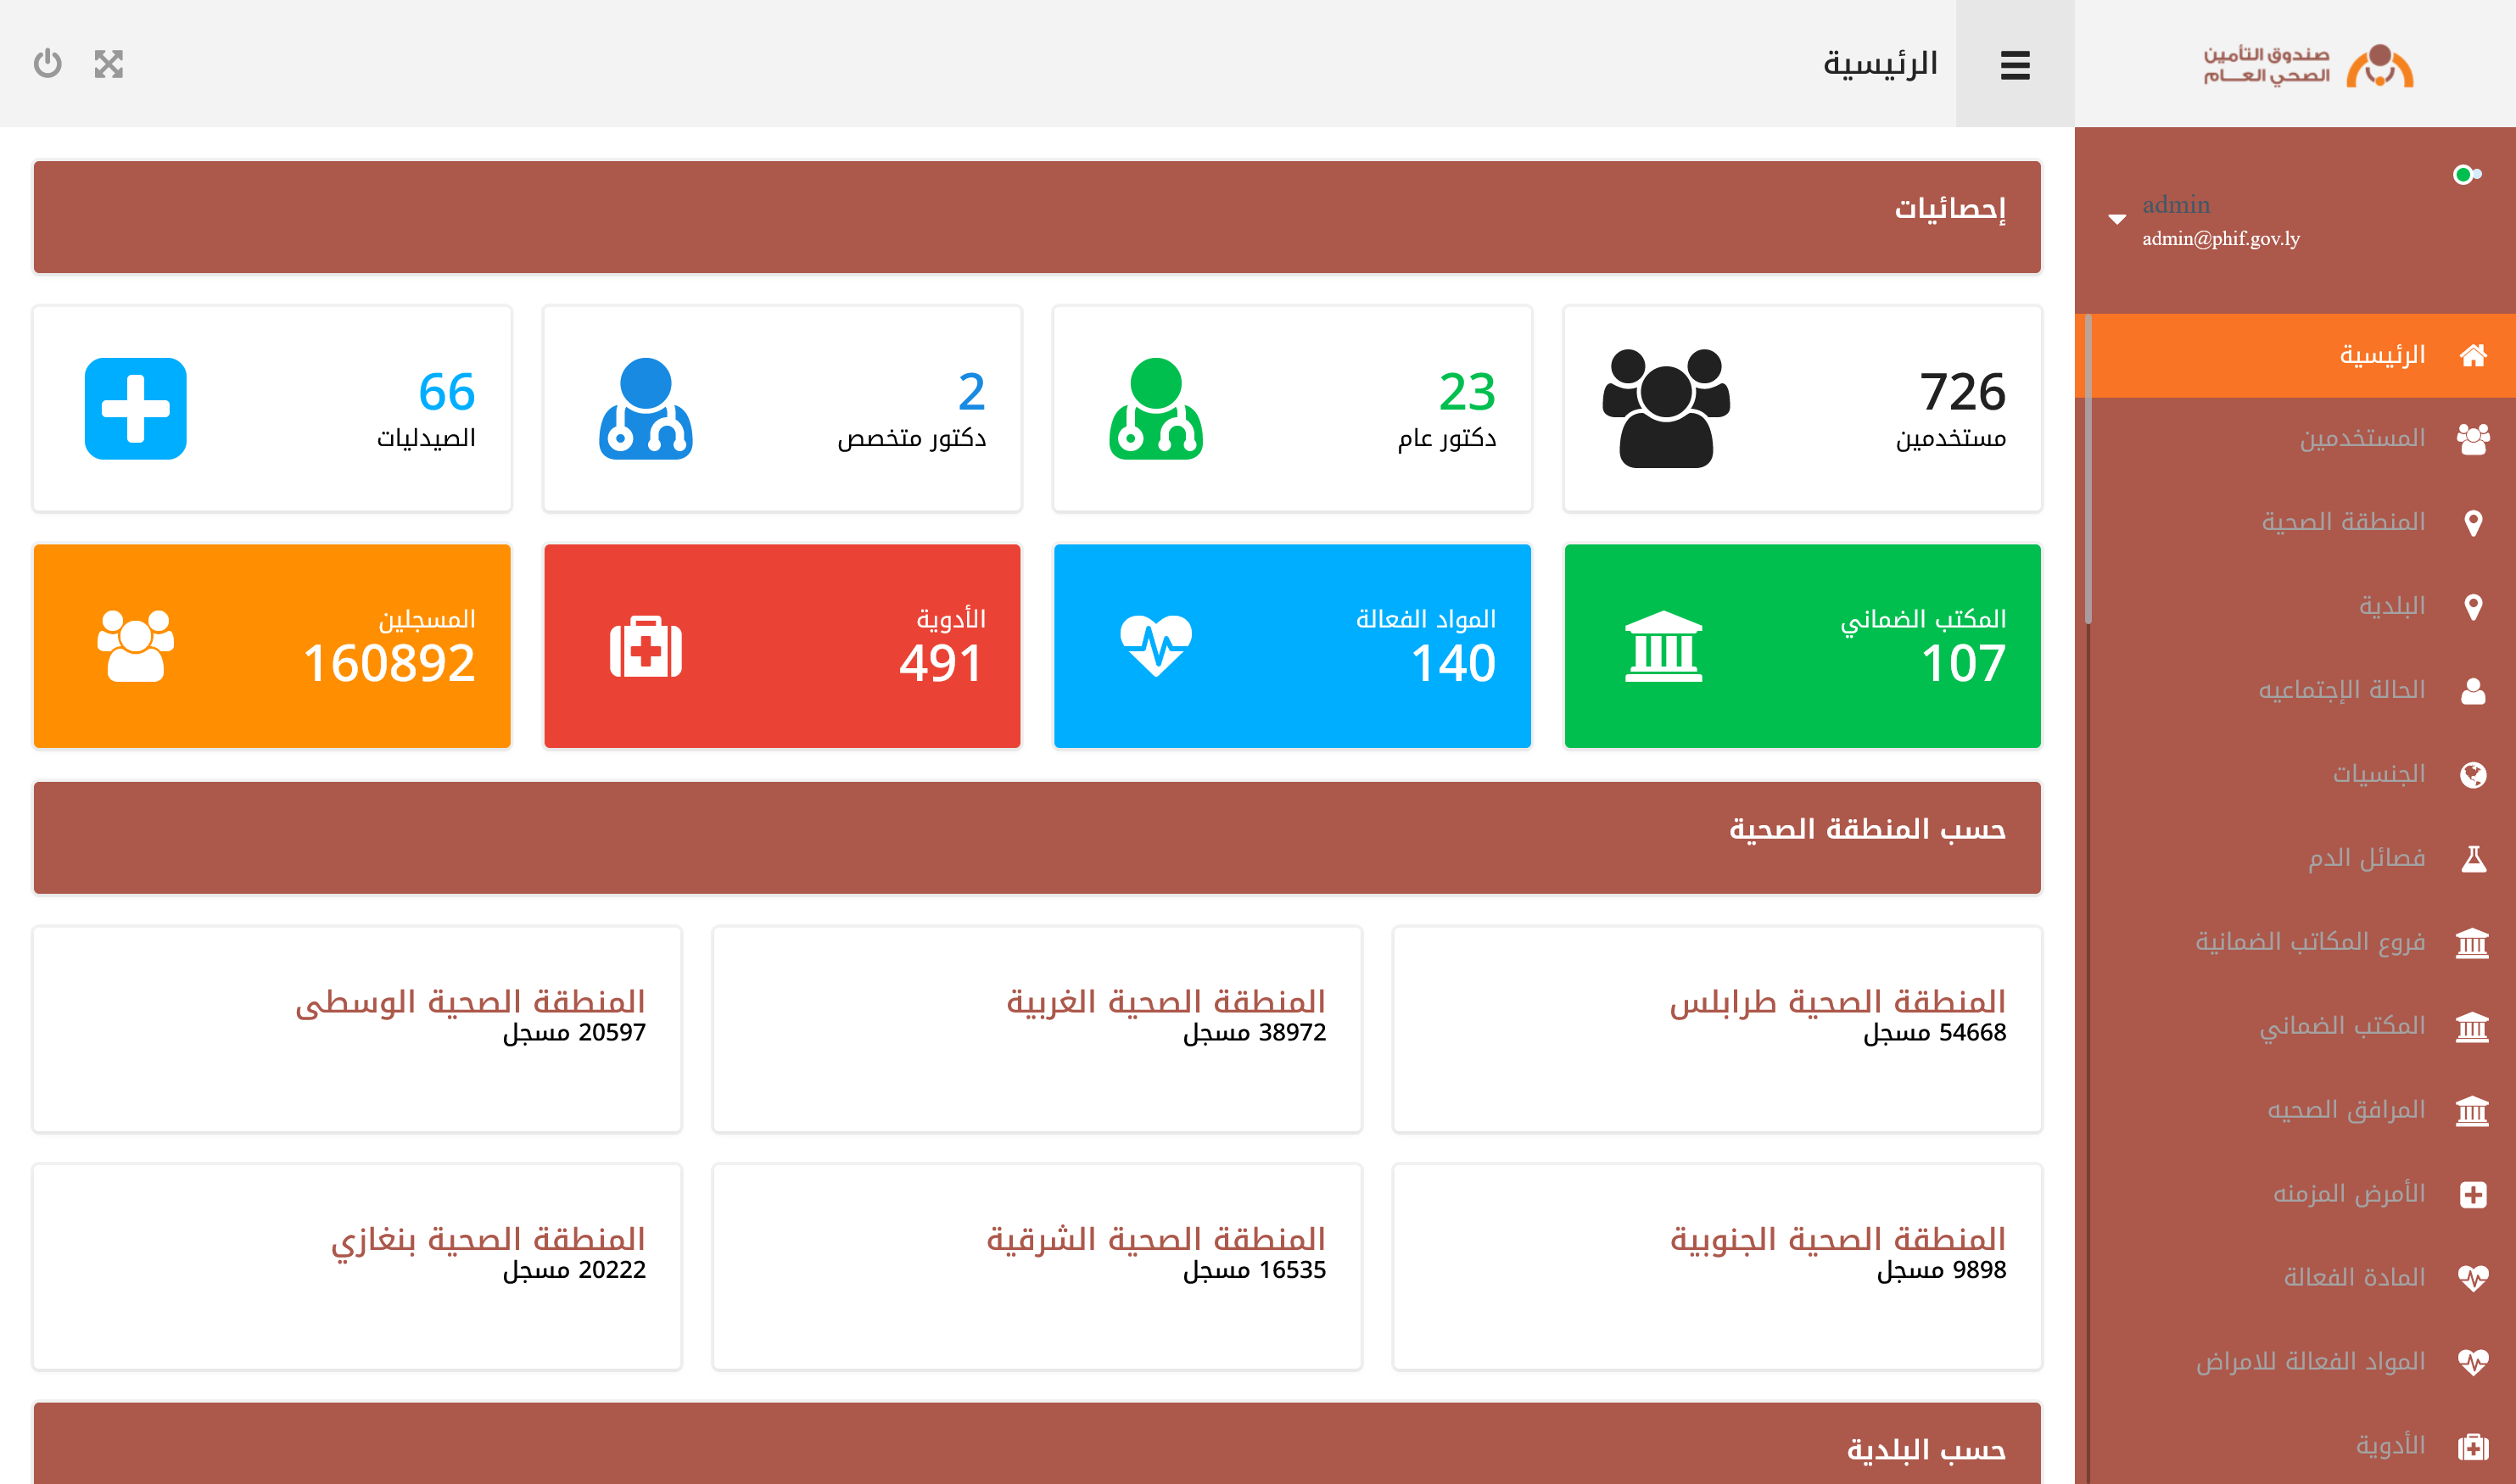 صندوق التأمين
الصحي العـــام
الرئيسية
admin
admin@phif.gov.ly
الرئيسية
المستخدمين
المنطقة الصحية
البلدية
الحالة الإجتماعيه
الجنسيات
فصائل الدم
فروع المكاتب الضمانية
المكتب الضماني
المرافق الصحيه
الأمرض المزمنه
المادة الفعالة
المواد الفعالة للامراض
الأدوية
إحصائيات
726
مستخدمين
23
دكتور عام
2
دكتور متخصص
66
الصيدليات
المكتب الضماني
107
المواد الفعالة
140
الأدوية
491
المسجلين
160892
حسب المنطقة الصحية
المنطقة الصحية طرابلس
54668 مسجل
المنطقة الصحية الغربية
38972 مسجل
المنطقة الصحية الوسطى
20597 مسجل
المنطقة الصحية الجنوبية
9898 مسجل
المنطقة الصحية الشرقية
16535 مسجل
المنطقة الصحية بنغازي
20222 مسجل
حسب البلدية